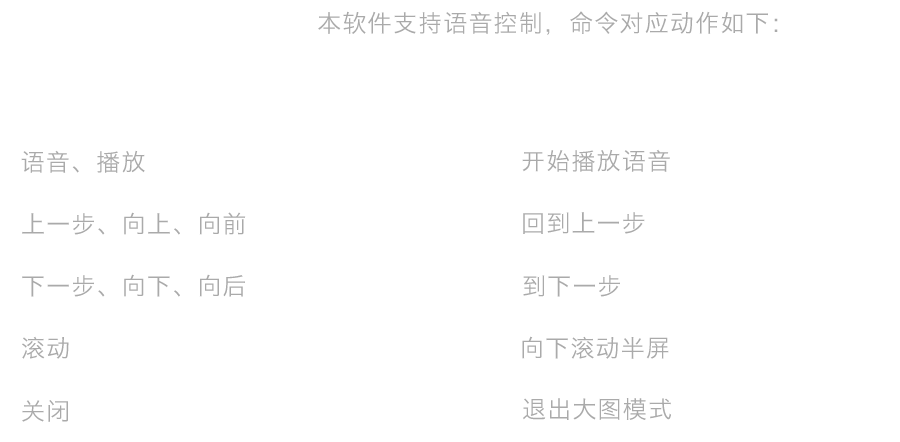 本软件支持语音控制，命令对应动作如下：
语音、播放 开始播放语音
上一步、向上、向前 回到上一步
下一步、向下、向后 到下一步
滚动 向下滚动半屏
关闭 退出大图模式